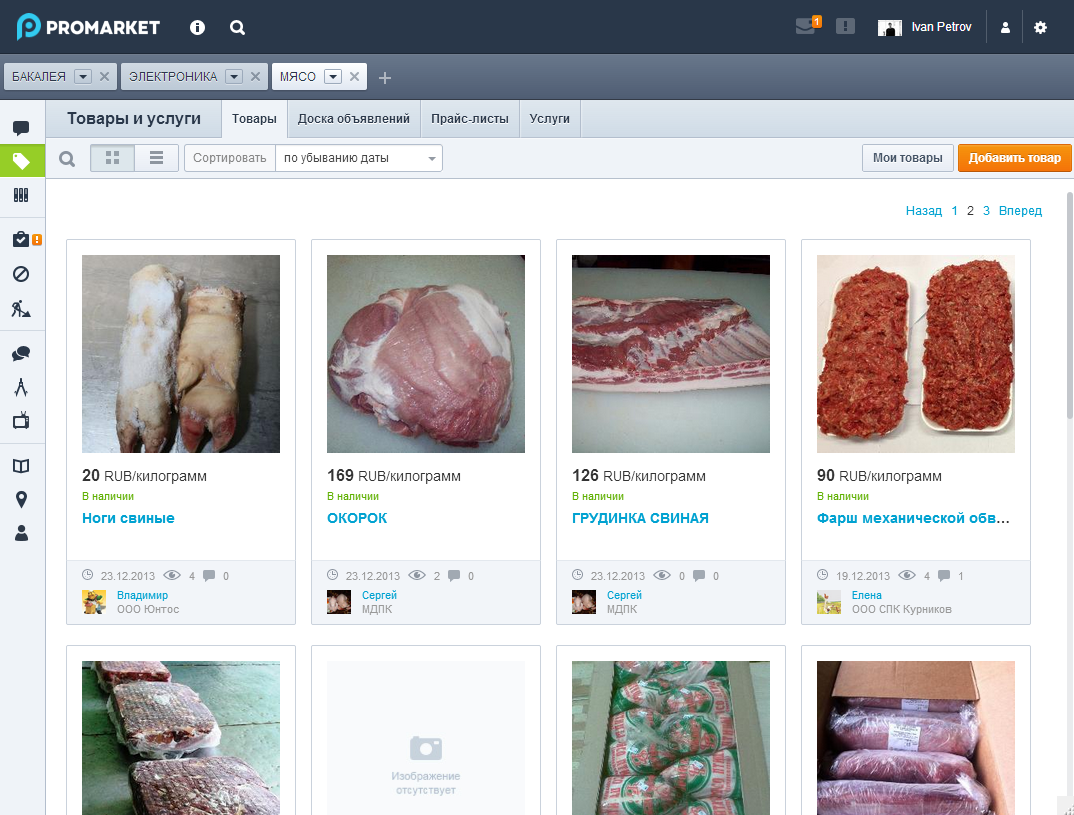 PROMARKET
1
Ivan Petrov
БАКАЛЕЯ
ЭЛЕКТРОНИКА
МЯСО
Товары и услуги
Товары
Доска объявлений
Прайс-листы
Услуги
Сортировать
по убыванию даты
Мои товары
Добавить товар
Назад 1 2 3 Вперед
20 RUB/килограмм
В наличии
Ноги свиные
23.12.2013 4 0
Владимир
ООО Юнтос
169 RUB/килограмм
В наличии
ОКОРОК
23.12.2013 2 0
Сергей
МДПК
126 RUB/килограмм
В наличии
ГРУДИНКА СВИНАЯ
23.12.2013 0 0
Сергей
МДПК
90 RUB/килограмм
В наличии
Фарш механической обв...
19.12.2013 4 1
Елена
ООО СПК Курников
Изображение
отсутствует